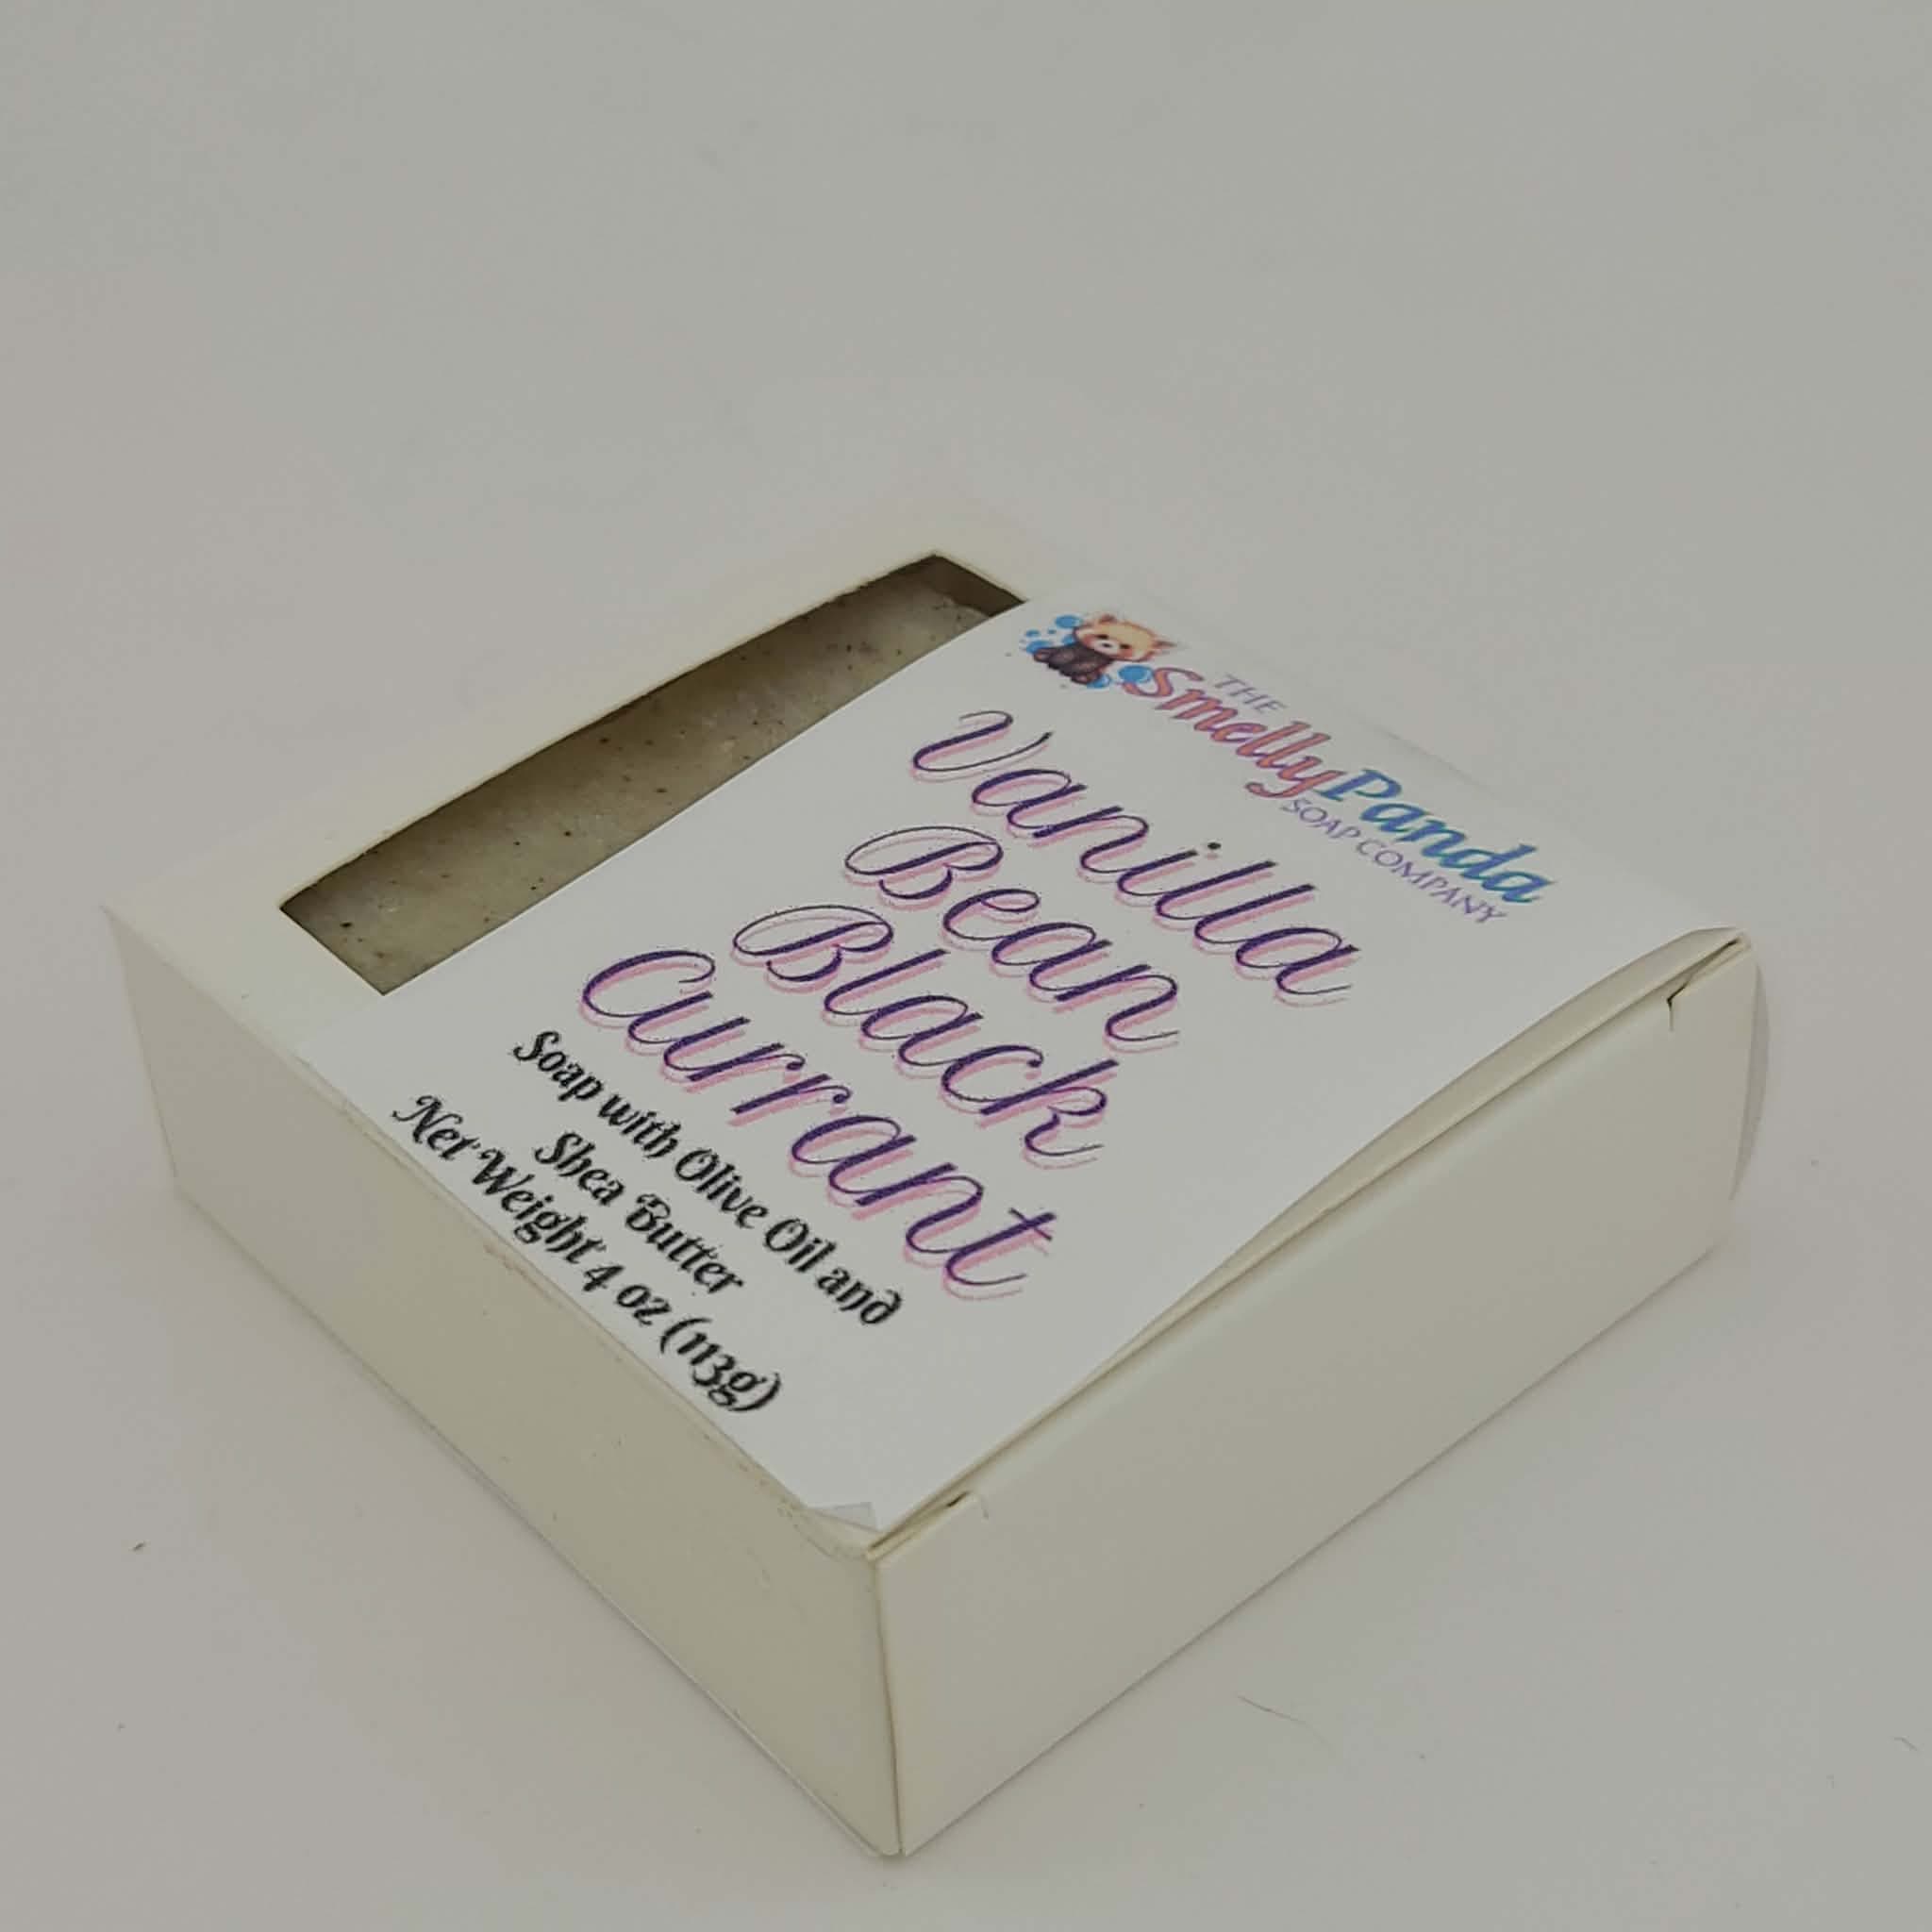 THE
SmellyPanda
SOAP COMPANY
Vanilla
Bean
Black
Currant
Soap with Olive Oil and
Shea Butter
Net Weight 4 oz (113g)